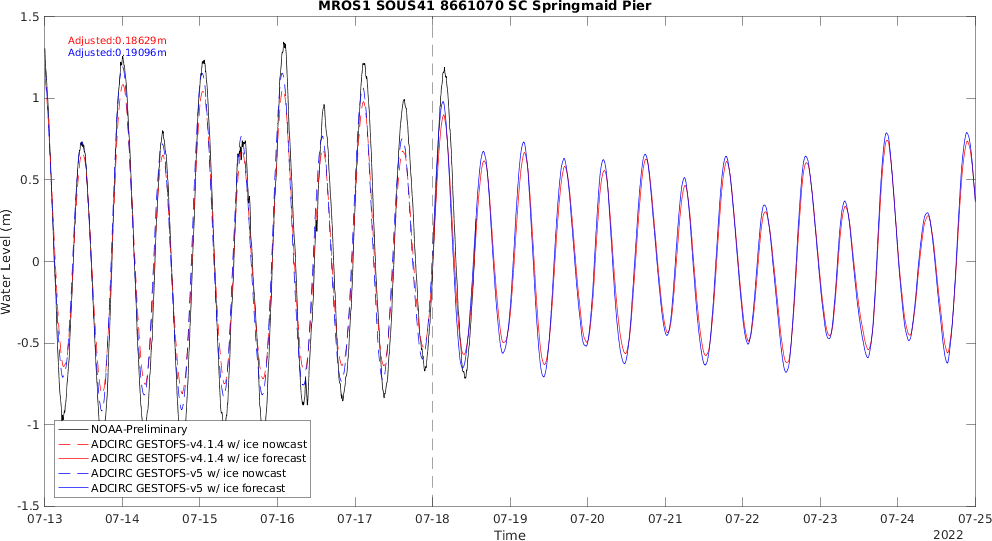 MROS1 SOUS41 8661070 SC Springmaid Pier
Adjusted:0.18629m
Adjusted:0.19096m
Water Level (m)
1.5
1
0.5
0
-0.5
-1
-1.5
NOAA-Preliminary
ADCIRC GESTOFS-v4.1.4 w/ ice nowcast
ADCIRC GESTOFS-v4.1.4 w/ ice forecast
ADCIRC GESTOFS-v5 w/ ice nowcast
ADCIRC GESTOFS-v5 w/ ice forecast
07-13 07-14 07-15 07-16 07-17 07-18 07-19 07-20 07-21 07-22 07-23 07-24 07-25
Time
2022